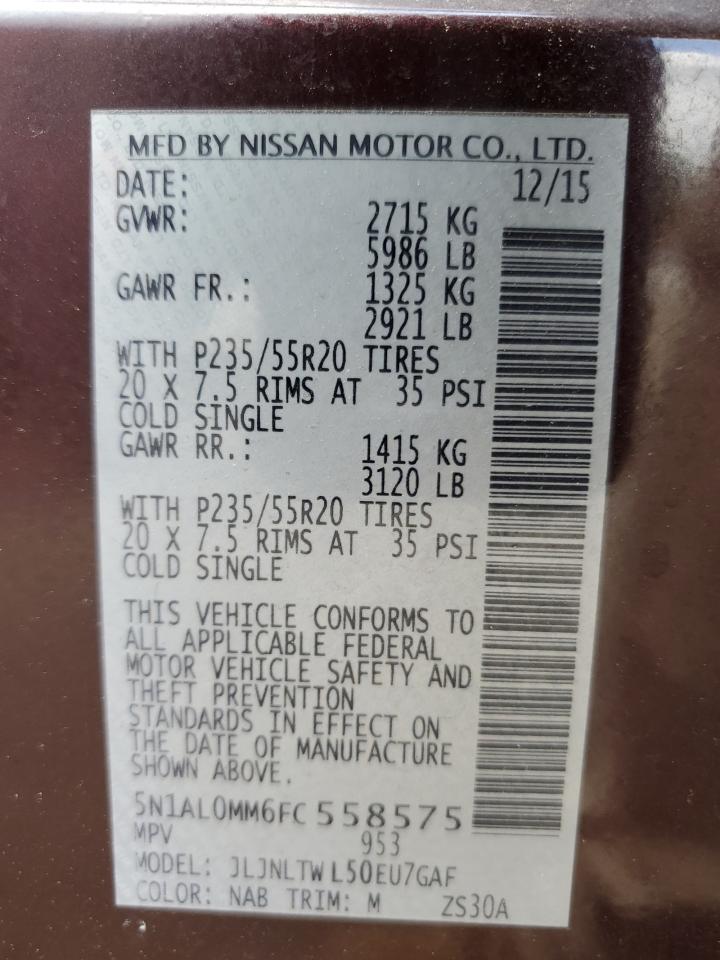 MFD BY NISSAN MOTOR CO., LTD.
DATE: 12/15
GVWR: 2715 KG
5986 LB
GAWR FR.: 1325 KG
2921 LB
WITH P235/55R20 TIRES
20 X 7.5 RIMS AT 35 PSI
COLD SINGLE
GAWR RR.: 1415 KG
3120 LB
WITH P235/55R20 TIRES
20 X 7.5 RIMS AT 35 PSI
COLD SINGLE
THIS VEHICLE CONFORMS TO
ALL APPLICABLE FEDERAL
MOTOR VEHICLE SAFETY AND
THEFT PREVENTION
STANDARDS IN EFFECT ON
THE DATE OF MANUFACTURE
SHOWN ABOVE.
5N1AL0MM6FC558575
MPV 953
MODEL: JLJNLTWL50EU7GAF
COLOR: NAB TRIM: M ZS30A